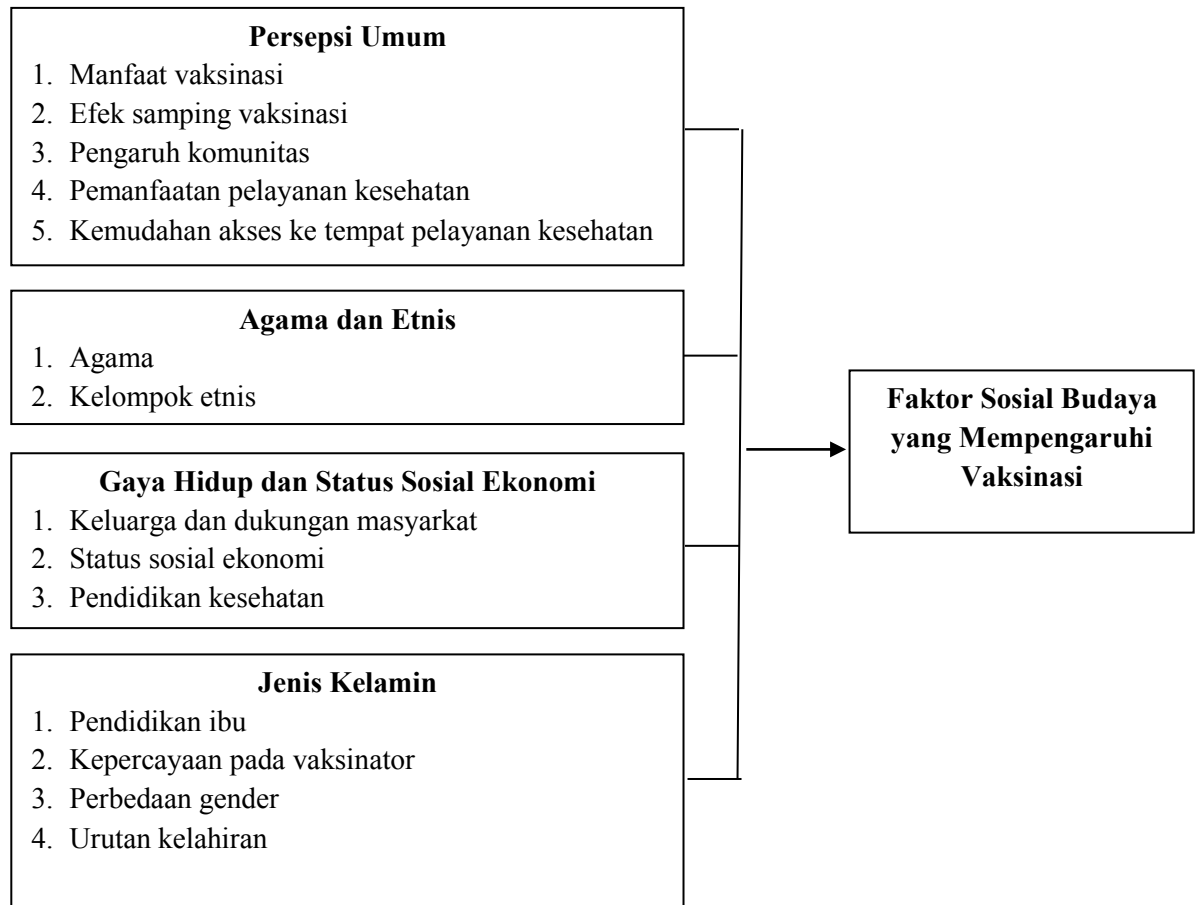 Persepsi Umum
1. Manfaat vaksinasi
2. Efek samping vaksinasi
3. Pengaruh komunitas
4. Pemanfaatan pelayanan kesehatan
5. Kemudahan akses ke tempat pelayanan kesehatan
Agama dan Etnis
1. Agama
2. Kelompok etnis
Gaya Hidup dan Status Sosial Ekonomi
1. Keluarga dan dukungan masyarkat
2. Status sosial ekonomi
3. Pendidikan kesehatan
Jenis Kelamin
1. Pendidikan ibu
2. Kepercayaan pada vaksinator
3. Perbedaan gender
4. Urutan kelahiran
Faktor Sosial Budaya
yang Mempengaruhi
Vaksinasi